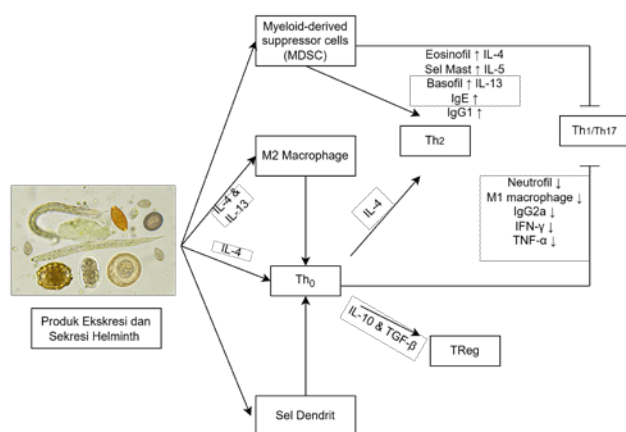 Myeloid-derived
suppressor cells
(MDSC)
Eosinofil ↑ IL-4
Sel Mast ↑ IL-5
Basofil ↑ IL-13
IgE ↑
IgG1 ↑
Th2
Th1/Th17
M2 Macrophage
IL-4 &
IL-13
IL-4
IL-4
Neutrofil ↓
M1 macrophage ↓
IgG2a ↓
IFN-γ ↓
TNF-α ↓
Th0
Produk Ekskresi dan
Sekresi Helminth
IL-10 & TGF-β
TReg
Sel Dendrit